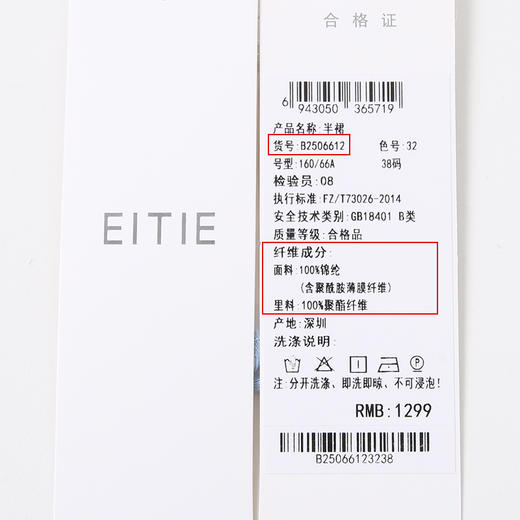 EITIE
合格证
6 943050 365719
产品名称:半裙
货号:B2506612 色号:32
号型:160/66A 38码
检验员:08
执行标准:FZ/T73026-2014
安全技术类别:GB18401 B类
质量等级:合格品
纤维成分:
面料:100%锦纶
(含聚酰胺薄膜纤维)
里料:100%聚酯纤维
产地:深圳
洗涤说明:
注:分开洗涤、即洗即晾、不可浸泡!
RMB:1299
B25066123238